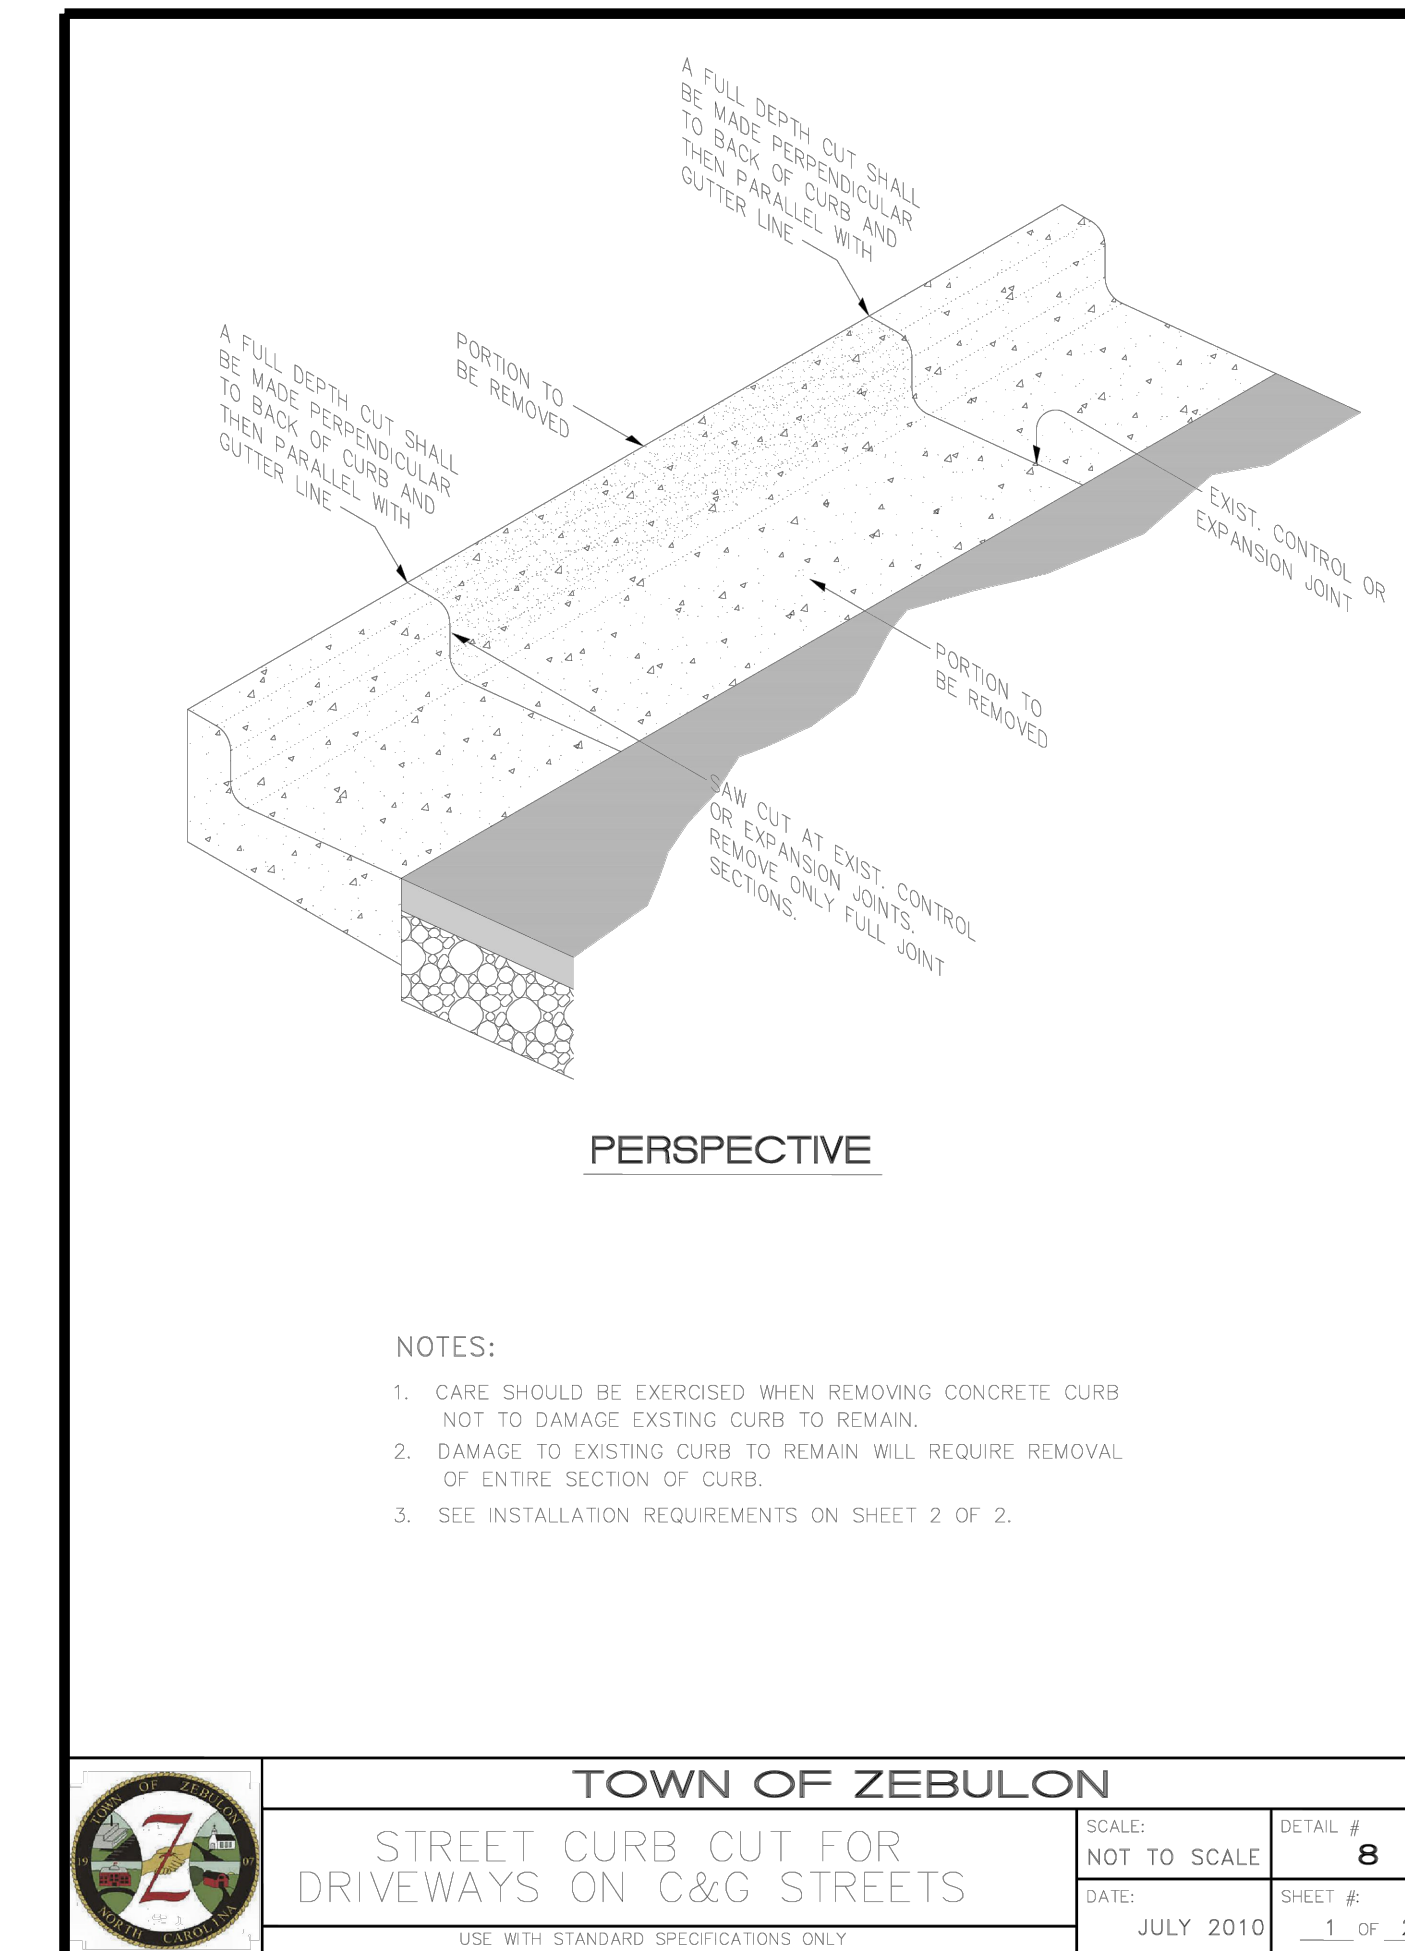 A FULL DEPTH CUT SHALL
BE MADE PERPENDICULAR
TO BACK OF CURB AND
THEN PARALLEL WITH
GUTTER LINE
A FULL DEPTH CUT SHALL
BE MADE PERPENDICULAR
TO BACK OF CURB AND
THEN PARALLEL WITH
GUTTER LINE
PORTION TO
BE REMOVED
EXIST. CONTROL OR
EXPANSION JOINT
PORTION TO
BE REMOVED
SAW CUT AT EXIST. CONTROL
OR EXPANSION JOINTS.
REMOVE ONLY FULL JOINT
SECTIONS.
PERSPECTIVE
NOTES:
1. CARE SHOULD BE EXERCISED WHEN REMOVING CONCRETE CURB
NOT TO DAMAGE EXSTING CURB TO REMAIN.
2. DAMAGE TO EXISTING CURB TO REMAIN WILL REQUIRE REMOVAL
OF ENTIRE SECTION OF CURB.
3. SEE INSTALLATION REQUIREMENTS ON SHEET 2 OF 2.
TOWN OF ZEBULON
19 07
Z
NORTH CAROLINA
TOWN OF ZEBULON
STREET CURB CUT FOR
DRIVEWAYS ON C&G STREETS
USE WITH STANDARD SPECIFICATIONS ONLY
SCALE:
NOT TO SCALE
DETAIL #
8
DATE:
JULY 2010
SHEET #:
1 OF 2